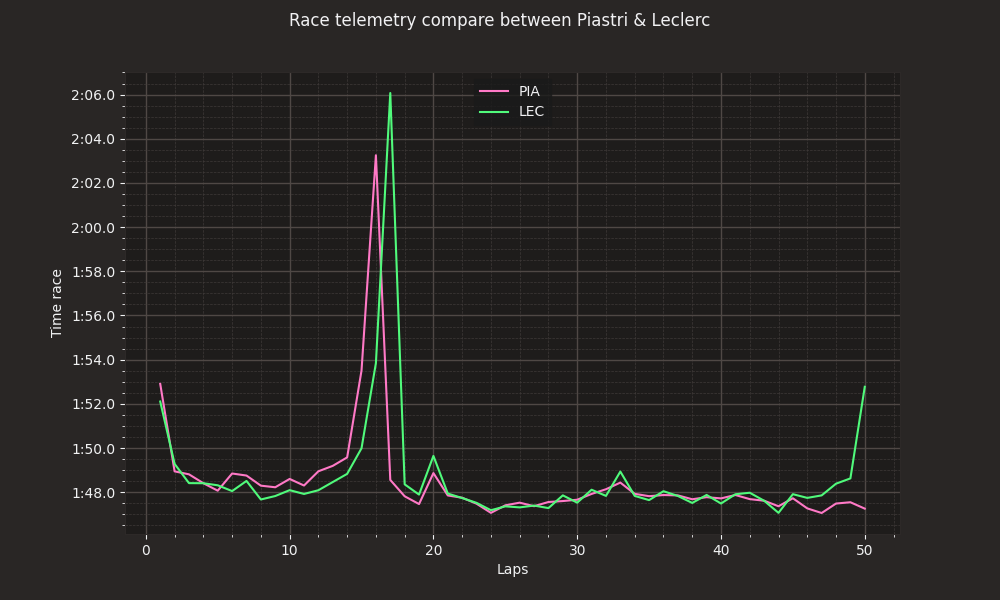 Race telemetry compare between Piastri & Leclerc
PIA
LEC
2:06.0
2:04.0
2:02.0
2:00.0
1:58.0
1:56.0
1:54.0
1:52.0
1:50.0
1:48.0
Time race
0 10 20 30 40 50
Laps